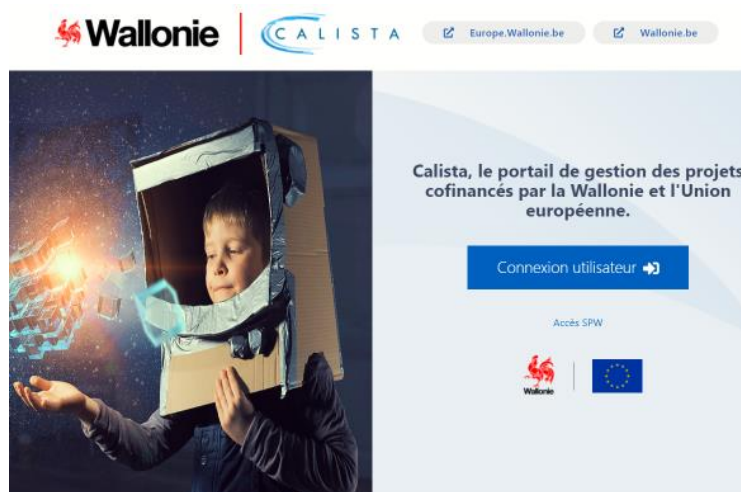 Wallonie
CALISTA
Europe.Wallonie.be
Wallonie.be
Calista, le portail de gestion des projets
cofinancés par la Wallonie et l'Union
européenne.
Connexion utilisateur
Accès SPW
Wallonie